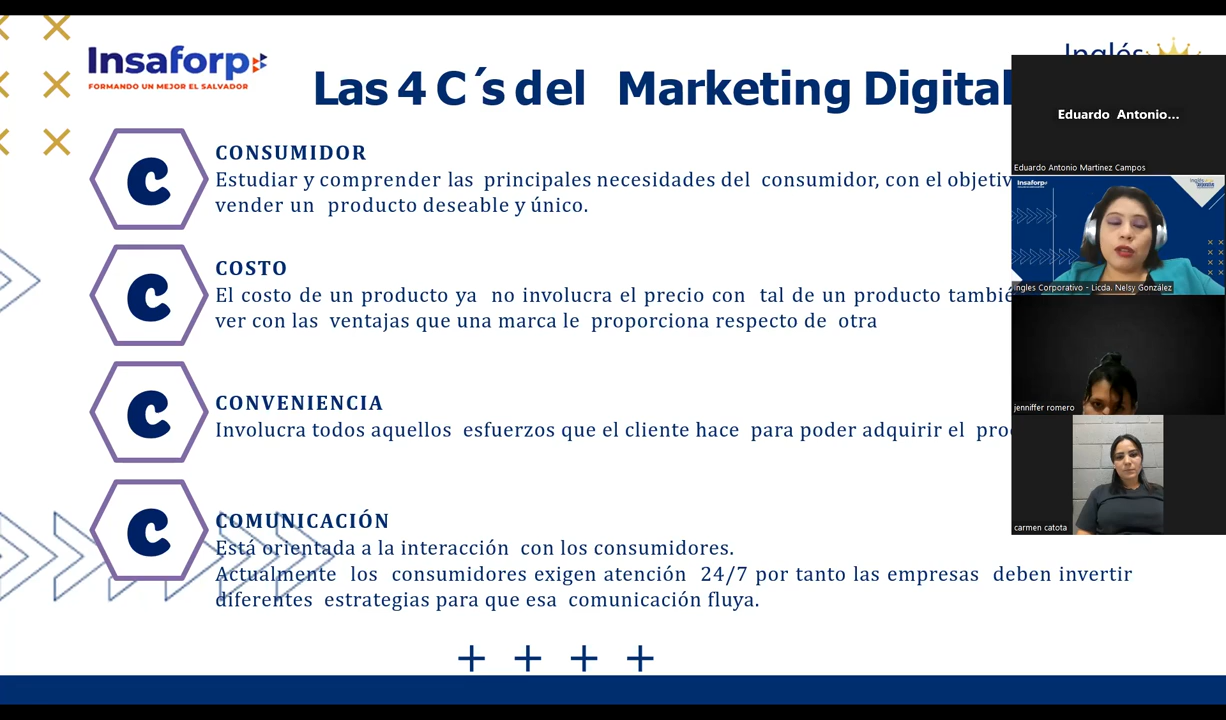 Insaforp
FORMANDO UN MEJOR EL SALVADOR
Inglés
Las 4 C´s del Marketing Digital
C
CONSUMIDOR
Estudiar y comprender las principales necesidades del consumidor, con el objetiv
vender un producto deseable y único.
C
COSTO
El costo de un producto ya no involucra el precio con tal de un producto tambié
ver con las ventajas que una marca le proporciona respecto de otra
C
CONVENIENCIA
Involucra todos aquellos esfuerzos que el cliente hace para poder adquirir el pro
C
COMUNICACIÓN
Está orientada a la interacción con los consumidores.
Actualmente los consumidores exigen atención 24/7 por tanto las empresas deben invertir
diferentes estrategias para que esa comunicación fluya.
Eduardo Antonio...
Eduardo Antonio Martinez Campos
Insaforp
Inglés
Ingles Corporativo - Licda. Nelsy González
jenniffer romero
carmen catota